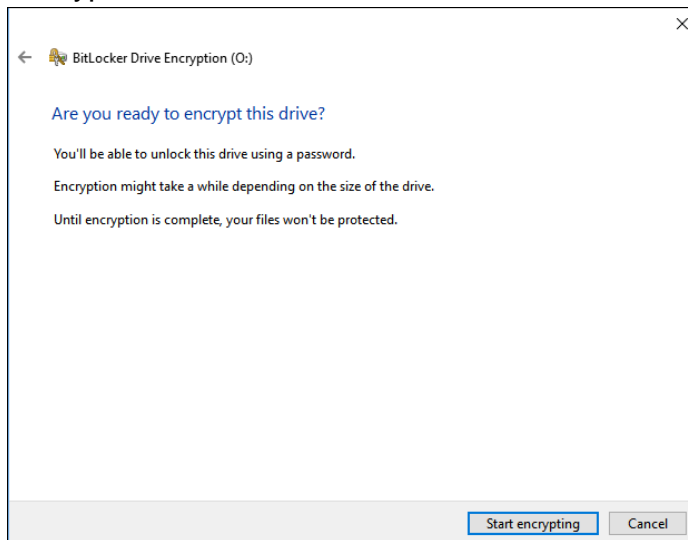 BitLocker Drive Encryption (O:)
Are you ready to encrypt this drive?
You'll be able to unlock this drive using a password.
Encryption might take a while depending on the size of the drive.
Until encryption is complete, your files won't be protected.
Start encrypting
Cancel